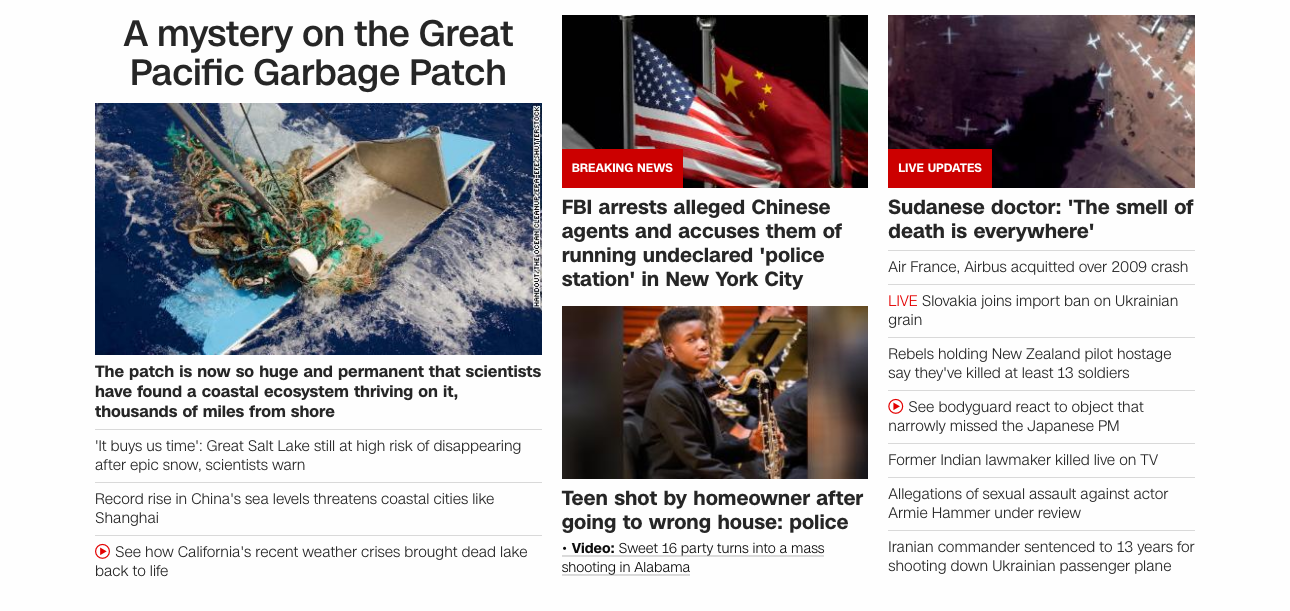 A mystery on the Great
Pacific Garbage Patch
HANDOUT/THE OCEAN CLEANUP/EPA-EFE/SHUTTERSTOCK
The patch is now so huge and permanent that scientists
have found a coastal ecosystem thriving on it,
thousands of miles from shore
'It buys us time': Great Salt Lake still at high risk of disappearing
after epic snow, scientists warn
Record rise in China's sea levels threatens coastal cities like
Shanghai
See how California's recent weather crises brought dead lake
back to life
BREAKING NEWS
FBI arrests alleged Chinese
agents and accuses them of
running undeclared 'police
station' in New York City
Teen shot by homeowner after
going to wrong house: police
• Video: Sweet 16 party turns into a mass
shooting in Alabama
LIVE UPDATES
Sudanese doctor: 'The smell of
death is everywhere'
Air France, Airbus acquitted over 2009 crash
LIVE Slovakia joins import ban on Ukrainian
grain
Rebels holding New Zealand pilot hostage
say they've killed at least 13 soldiers
See bodyguard react to object that
narrowly missed the Japanese PM
Former Indian lawmaker killed live on TV
Allegations of sexual assault against actor
Armie Hammer under review
Iranian commander sentenced to 13 years for
shooting down Ukrainian passenger plane